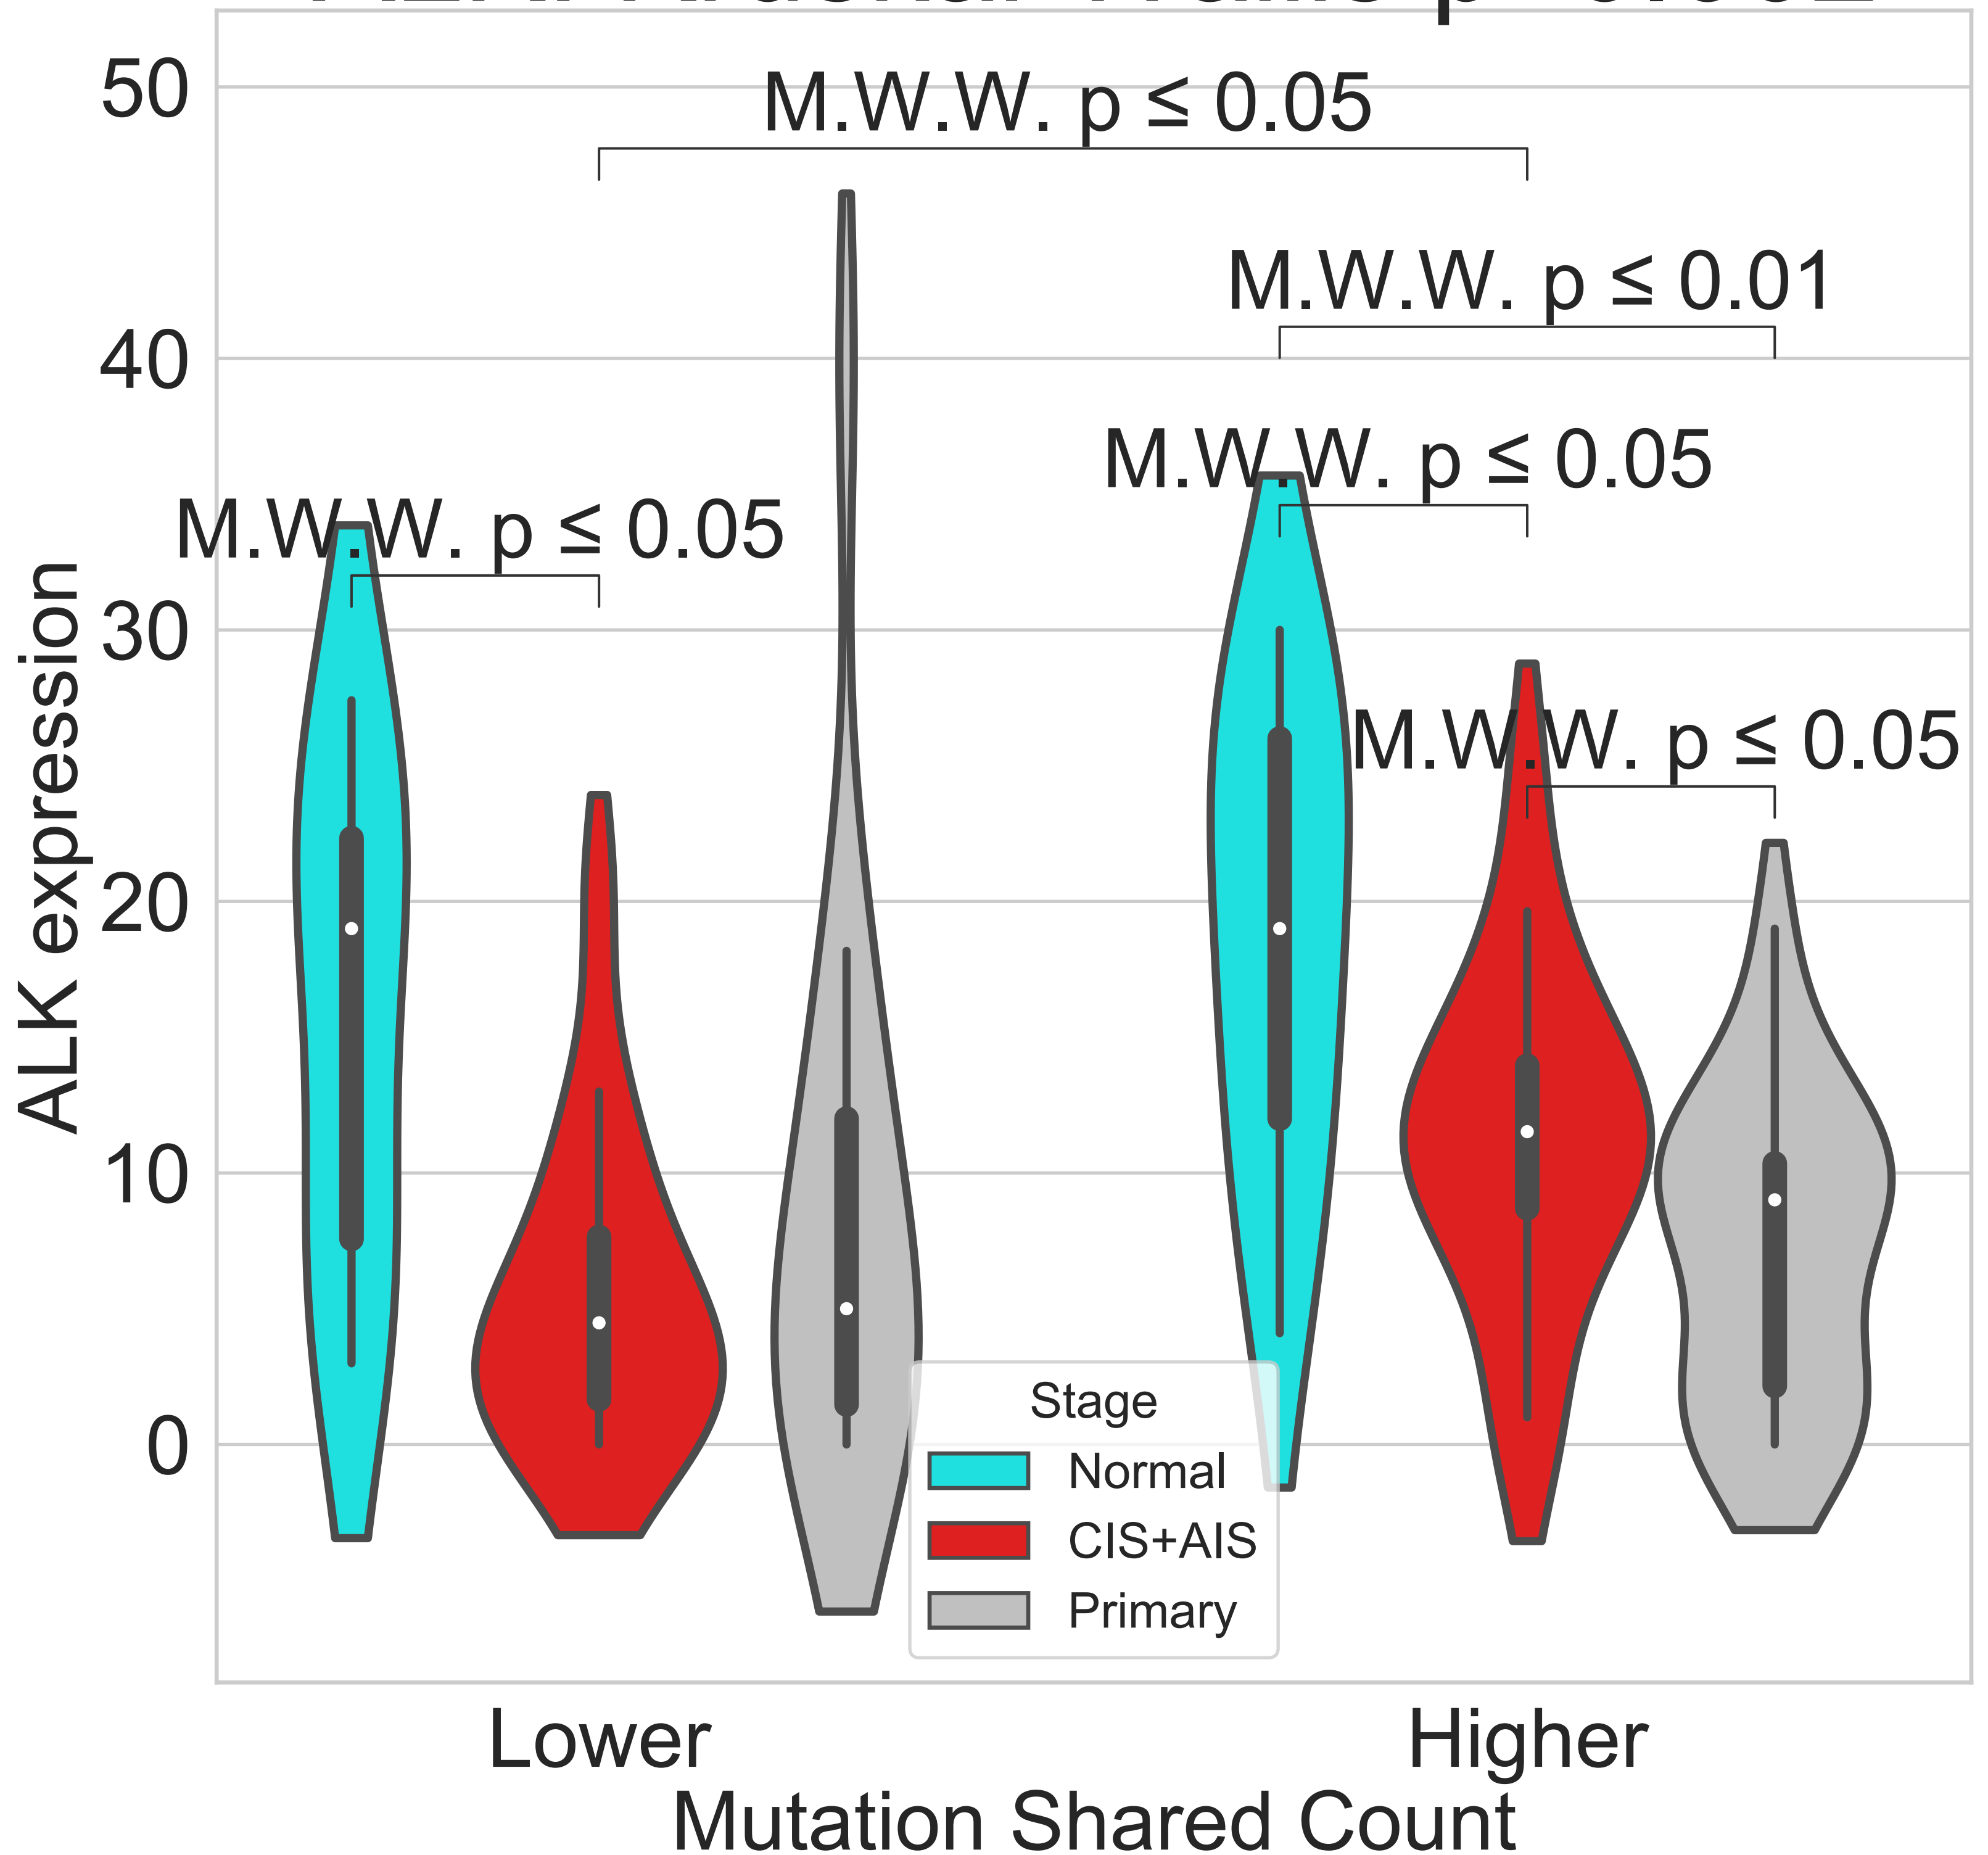 50
M.W.W. p ≤ 0.05
M.W.W. p ≤ 0.01
40
M.W.W. p ≤ 0.05
M.W.W. p ≤ 0.05
30
M.W.W. p ≤ 0.05
20
10
0
ALK expression
Stage
Normal
CIS+AIS
Primary
Lower
Higher
Mutation Shared Count